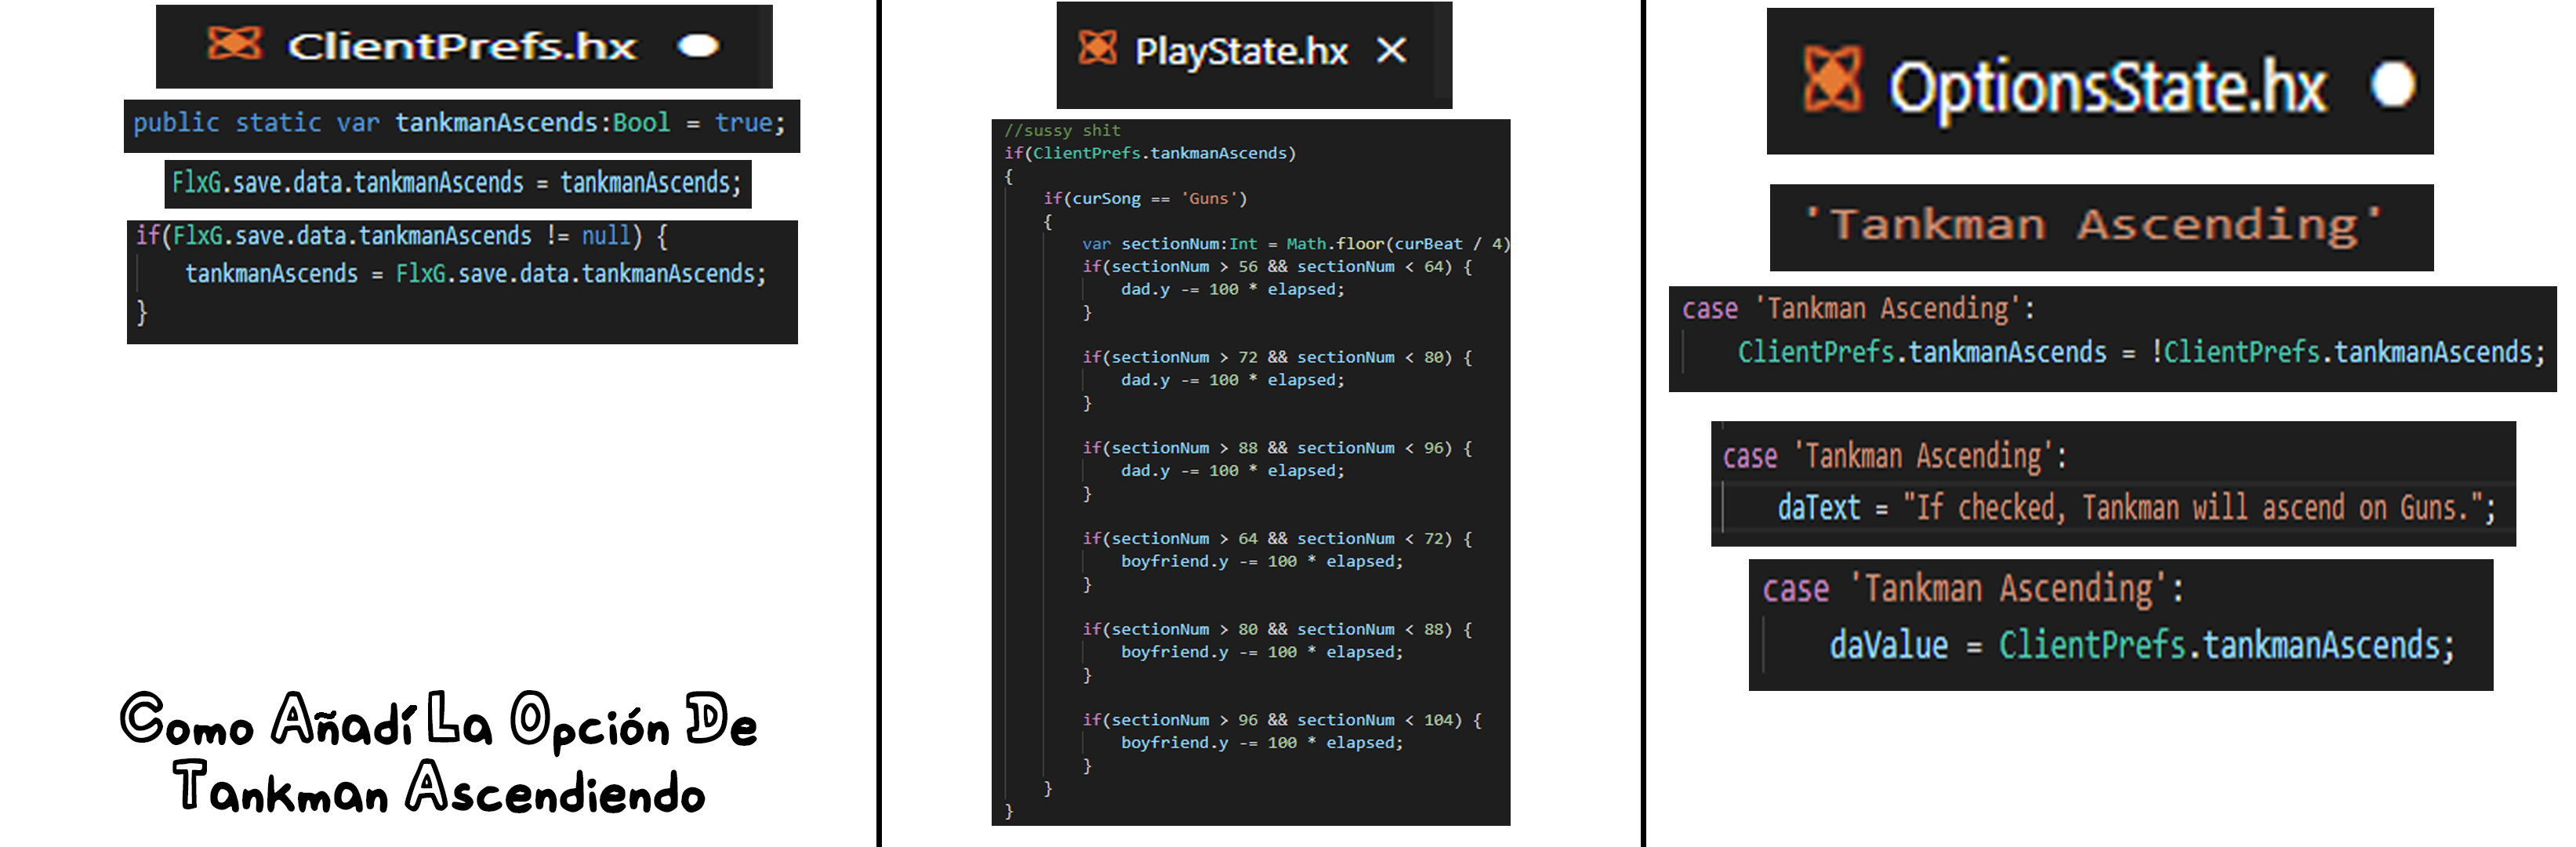 ClientPrefs.hx
public static var tankmanAscends:Bool = true;
FlxG.save.data.tankmanAscends = tankmanAscends;
if(FlxG.save.data.tankmanAscends != null) {
tankmanAscends = FlxG.save.data.tankmanAscends;
}
Como Añadí La Opción De
Tankman Ascendiendo
PlayState.hx
//sussy shit
if(ClientPrefs.tankmanAscends)
{
if(curSong == 'Guns')
{
var sectionNum:Int = Math.floor(curBeat / 4)
if(sectionNum > 56 && sectionNum < 64) {
dad.y -= 100 * elapsed;
}
if(sectionNum > 72 && sectionNum < 80) {
dad.y -= 100 * elapsed;
}
if(sectionNum > 88 && sectionNum < 96) {
dad.y -= 100 * elapsed;
}
if(sectionNum > 64 && sectionNum < 72) {
boyfriend.y -= 100 * elapsed;
}
if(sectionNum > 80 && sectionNum < 88) {
boyfriend.y -= 100 * elapsed;
}
if(sectionNum > 96 && sectionNum < 104) {
boyfriend.y -= 100 * elapsed;
}
}
}
OptionsState.hx
'Tankman Ascending'
case 'Tankman Ascending':
ClientPrefs.tankmanAscends = !ClientPrefs.tankmanAscends;
case 'Tankman Ascending':
daText = "If checked, Tankman will ascend on Guns.";
case 'Tankman Ascending':
daValue = ClientPrefs.tankmanAscends;